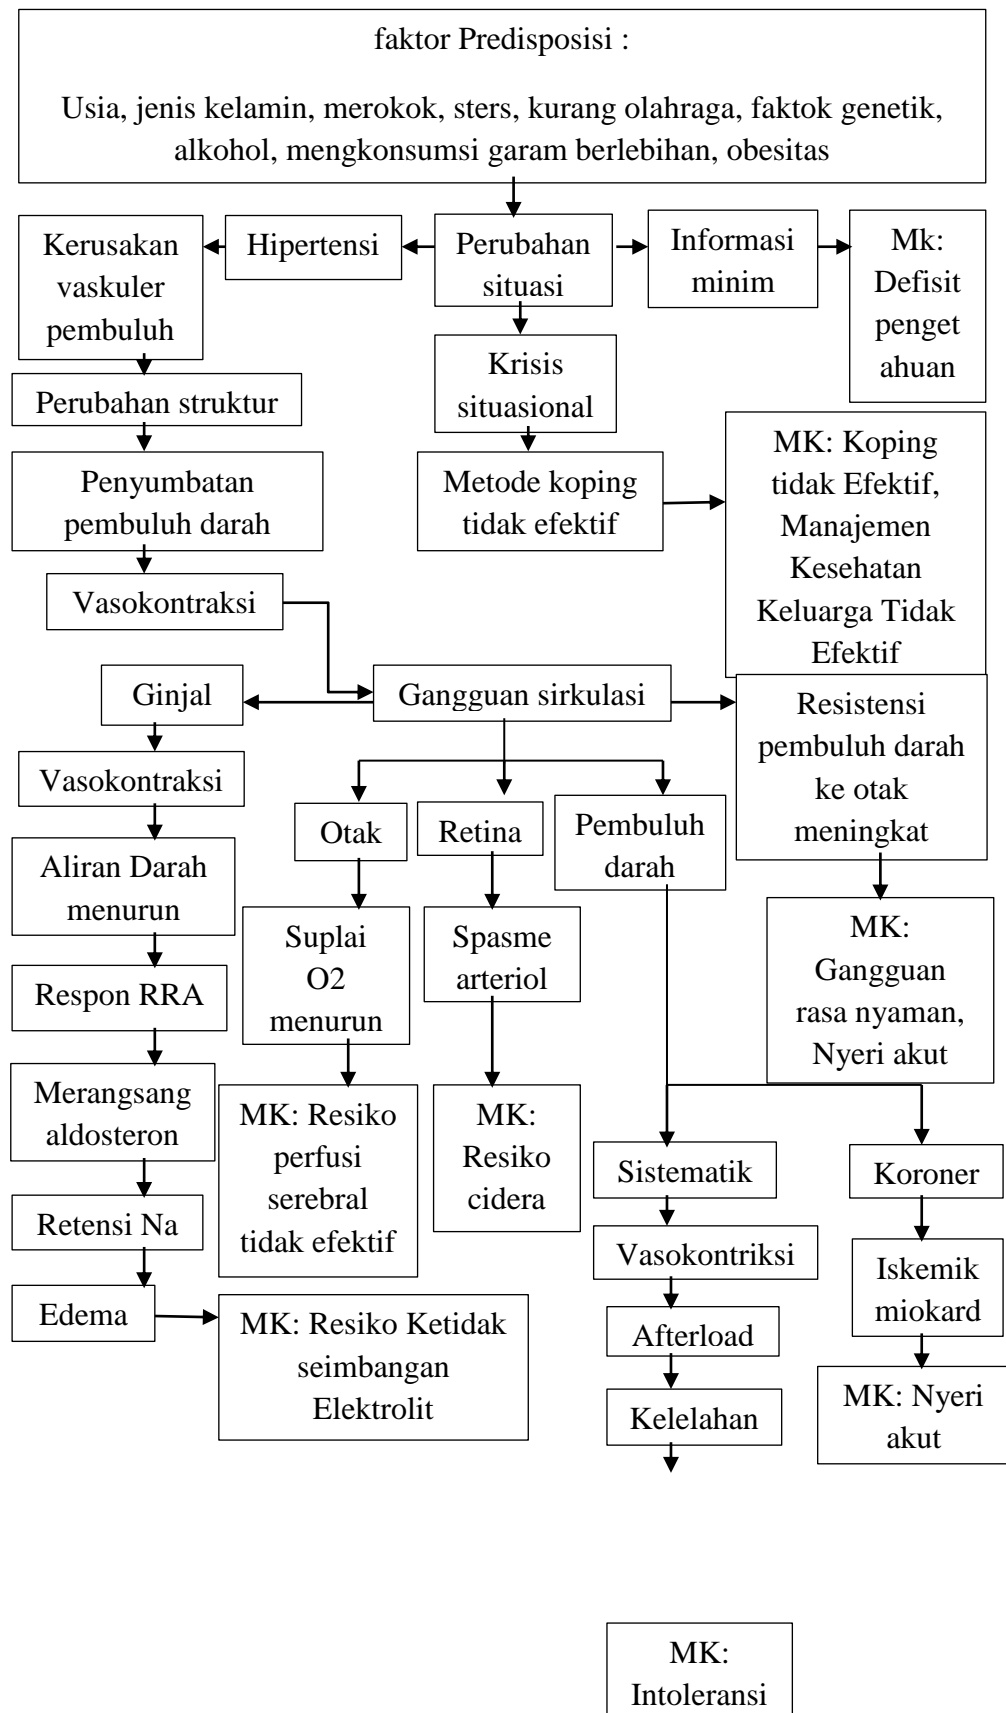 faktor Predisposisi :
Usia, jenis kelamin, merokok, sters, kurang olahraga, faktok genetik,
alkohol, mengkonsumsi garam berlebihan, obesitas
Kerusakan
vaskuler
pembuluh
Hipertensi
Perubahan
situasi
Informasi
minim
Mk:
Defisit
penget
ahuan
Perubahan struktur
Krisis
situasional
Penyumbatan
pembuluh darah
Metode koping
tidak efektif
MK: Koping
tidak Efektif,
Manajemen
Kesehatan
Keluarga Tidak
Efektif
Vasokontraksi
Ginjal
Gangguan sirkulasi
Resistensi
pembuluh darah
ke otak
meningkat
Vasokontraksi
Otak
Retina
Pembuluh
darah
Aliran Darah
menurun
Suplai
O2
menurun
Spasme
arteriol
MK:
Gangguan
rasa nyaman,
Nyeri akut
Respon RRA
Merangsang
aldosteron
MK: Resiko
perfusi
serebral
tidak efektif
MK:
Resiko
cidera
Sistematik
Koroner
Retensi Na
Vasokontriksi
Iskemik
miokard
Edema
MK: Resiko Ketidak
seimbangan
Elektrolit
Afterload
Kelelahan
MK: Nyeri
akut
MK:
Intoleransi